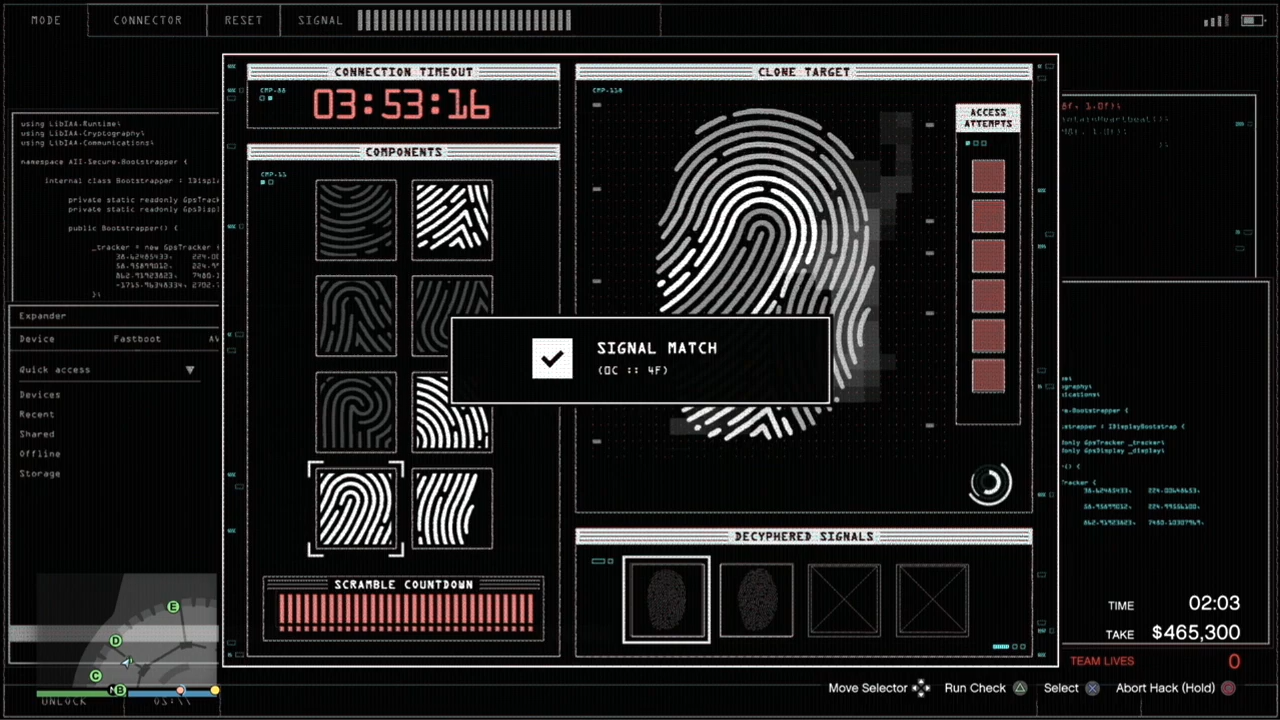 MODE
CONNECTOR
RESET
SIGNAL
CONNECTION TIMEOUT
03:53:16
COMPONENTS
CLONE TARGET
ACCESS
ATTEMPTS
SIGNAL MATCH
(0C :: 4F)
SCRAMBLE COUNTDOWN
DECYPHERED SIGNALS
using LibIAA.Runtime;
using LibIAA.Cryptography;
using LibIAA.Communications;
namespace AII-Secure.Bootstrapper {
internal class Bootstrapper : IDispl
private static readonly GpsTrac
private static readonly GpsDisp
public Bootstrapper() {
_tracker = new GpsTracker
Expander
Device
Fastboot
Quick access
Devices
Recent
Shared
Offline
Storage
E
D
C
B
UNLOCK
TIME 02:03
TAKE $465,300
TEAM LIVES 0
Move Selector
Run Check
Select
Abort Hack (Hold)